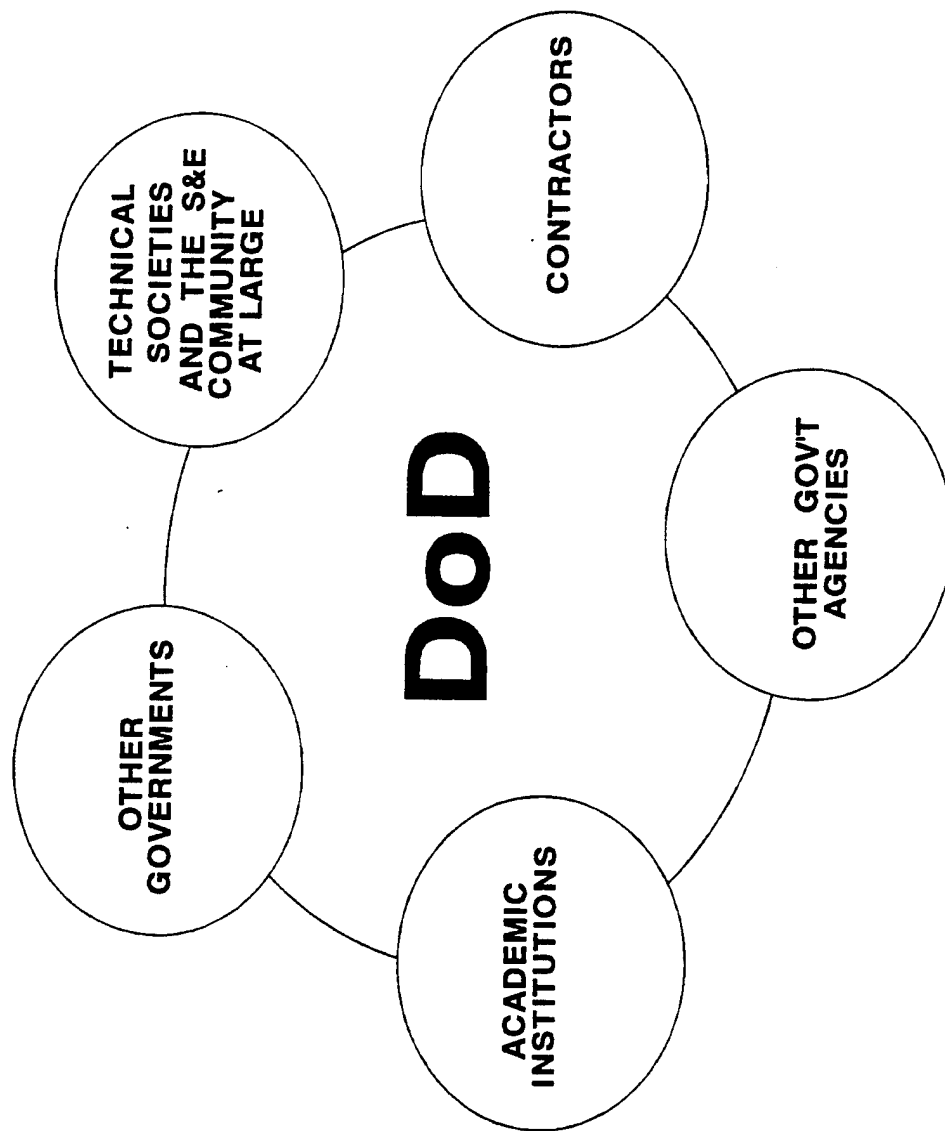 OTHER
GOVERNMENTS
TECHNICAL
SOCIETIES
AND THE S&E
COMMUNITY
AT LARGE
DoD
ACADEMIC
INSTITUTIONS
CONTRACTORS
OTHER GOV'T
AGENCIES